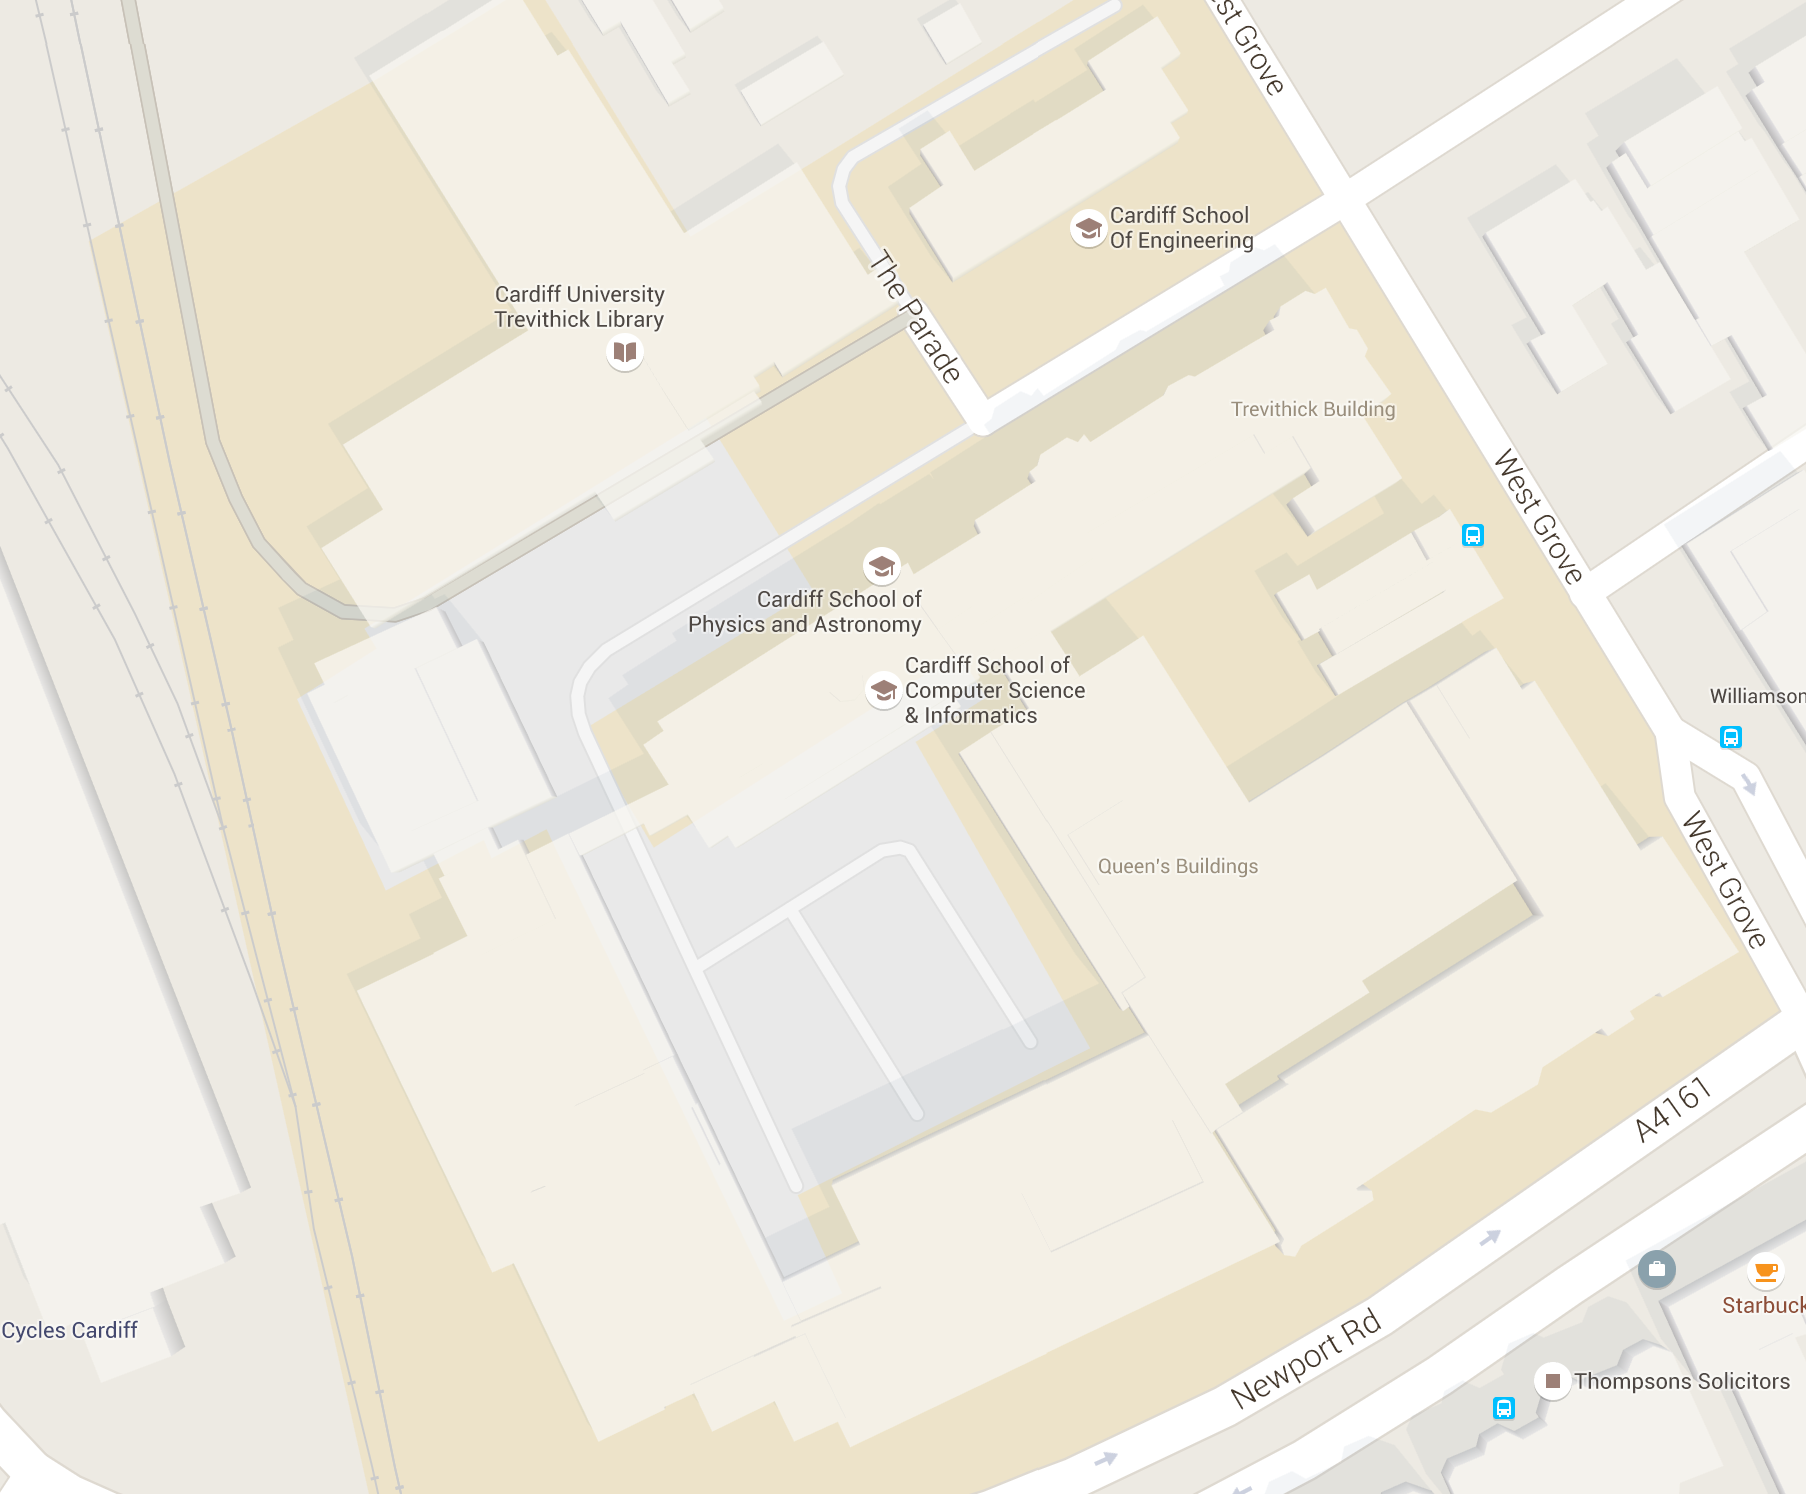 West Grove
Cardiff School
Of Engineering
The Parade
Cardiff University
Trevithick Library
Trevithick Building
West Grove
Cardiff School of
Physics and Astronomy
Cardiff School of
Computer Science
& Informatics
Williamson
Queen's Buildings
West Grove
A4161
Newport Rd
Starbuck
Cycles Cardiff
Thompsons Solicitors